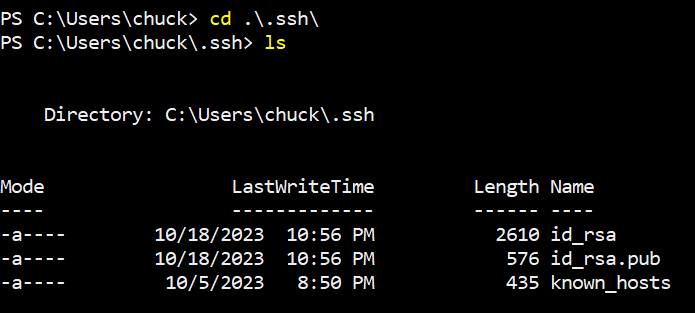 PS C:\Users\chuck> cd .\.ssh\
PS C:\Users\chuck\.ssh> ls
Directory: C:\Users\chuck\.ssh
Mode LastWriteTime Length Name
---- ------------- ------ ----
-a---- 10/18/2023 10:56 PM 2610 id_rsa
-a---- 10/18/2023 10:56 PM 576 id_rsa.pub
-a---- 10/5/2023 8:50 PM 435 known_hosts